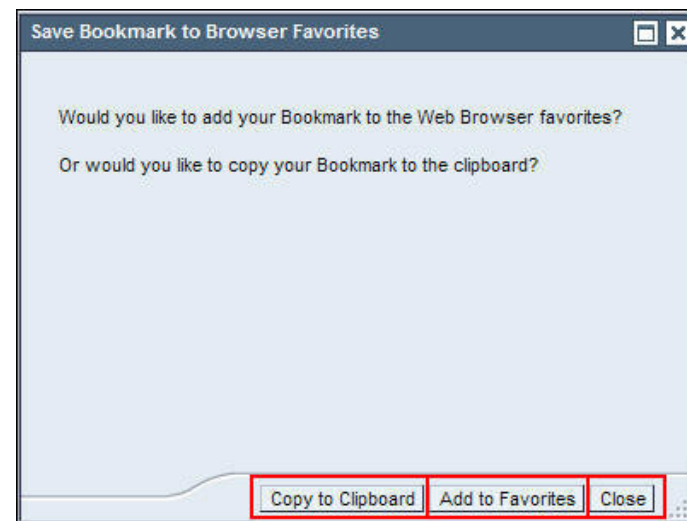 Save Bookmark to Browser Favorites
Would you like to add your Bookmark to the Web Browser favorites?
Or would you like to copy your Bookmark to the clipboard?
Copy to Clipboard Add to Favorites Close